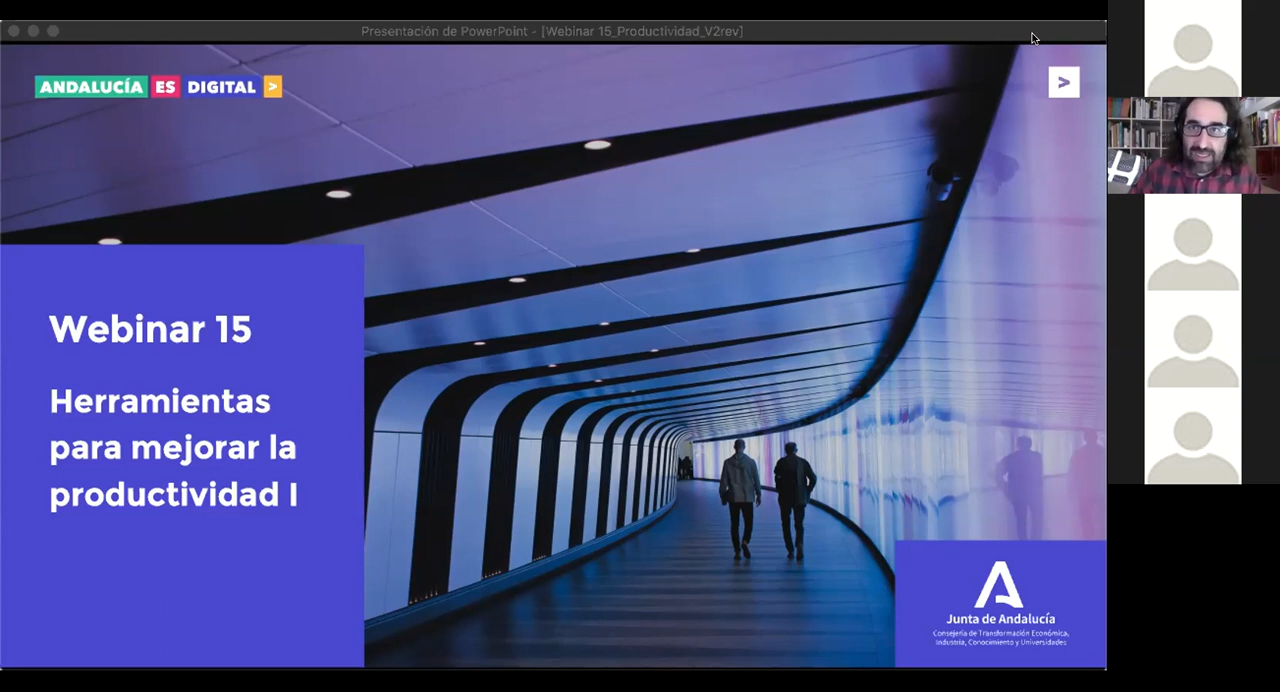 Presentación de PowerPoint - [Webinar 15_Productividad_V2rev]
ANDALUCÍA ES DIGITAL >
>
Webinar 15
Herramientas
para mejorar la
productividad I
Junta de Andalucía
Consejería de Transformación Económica,
Industria, Conocimiento y Universidades